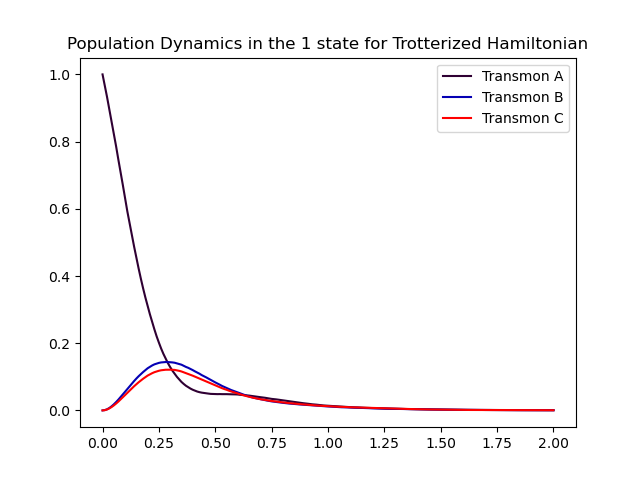 Population Dynamics in the 1 state for Trotterized Hamiltonian
Transmon A
Transmon B
Transmon C
1.0
0.8
0.6
0.4
0.2
0.0
0.00 0.25 0.50 0.75 1.00 1.25 1.50 1.75 2.00